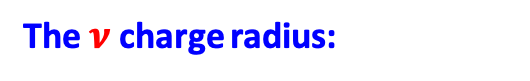 The ν charge radius: